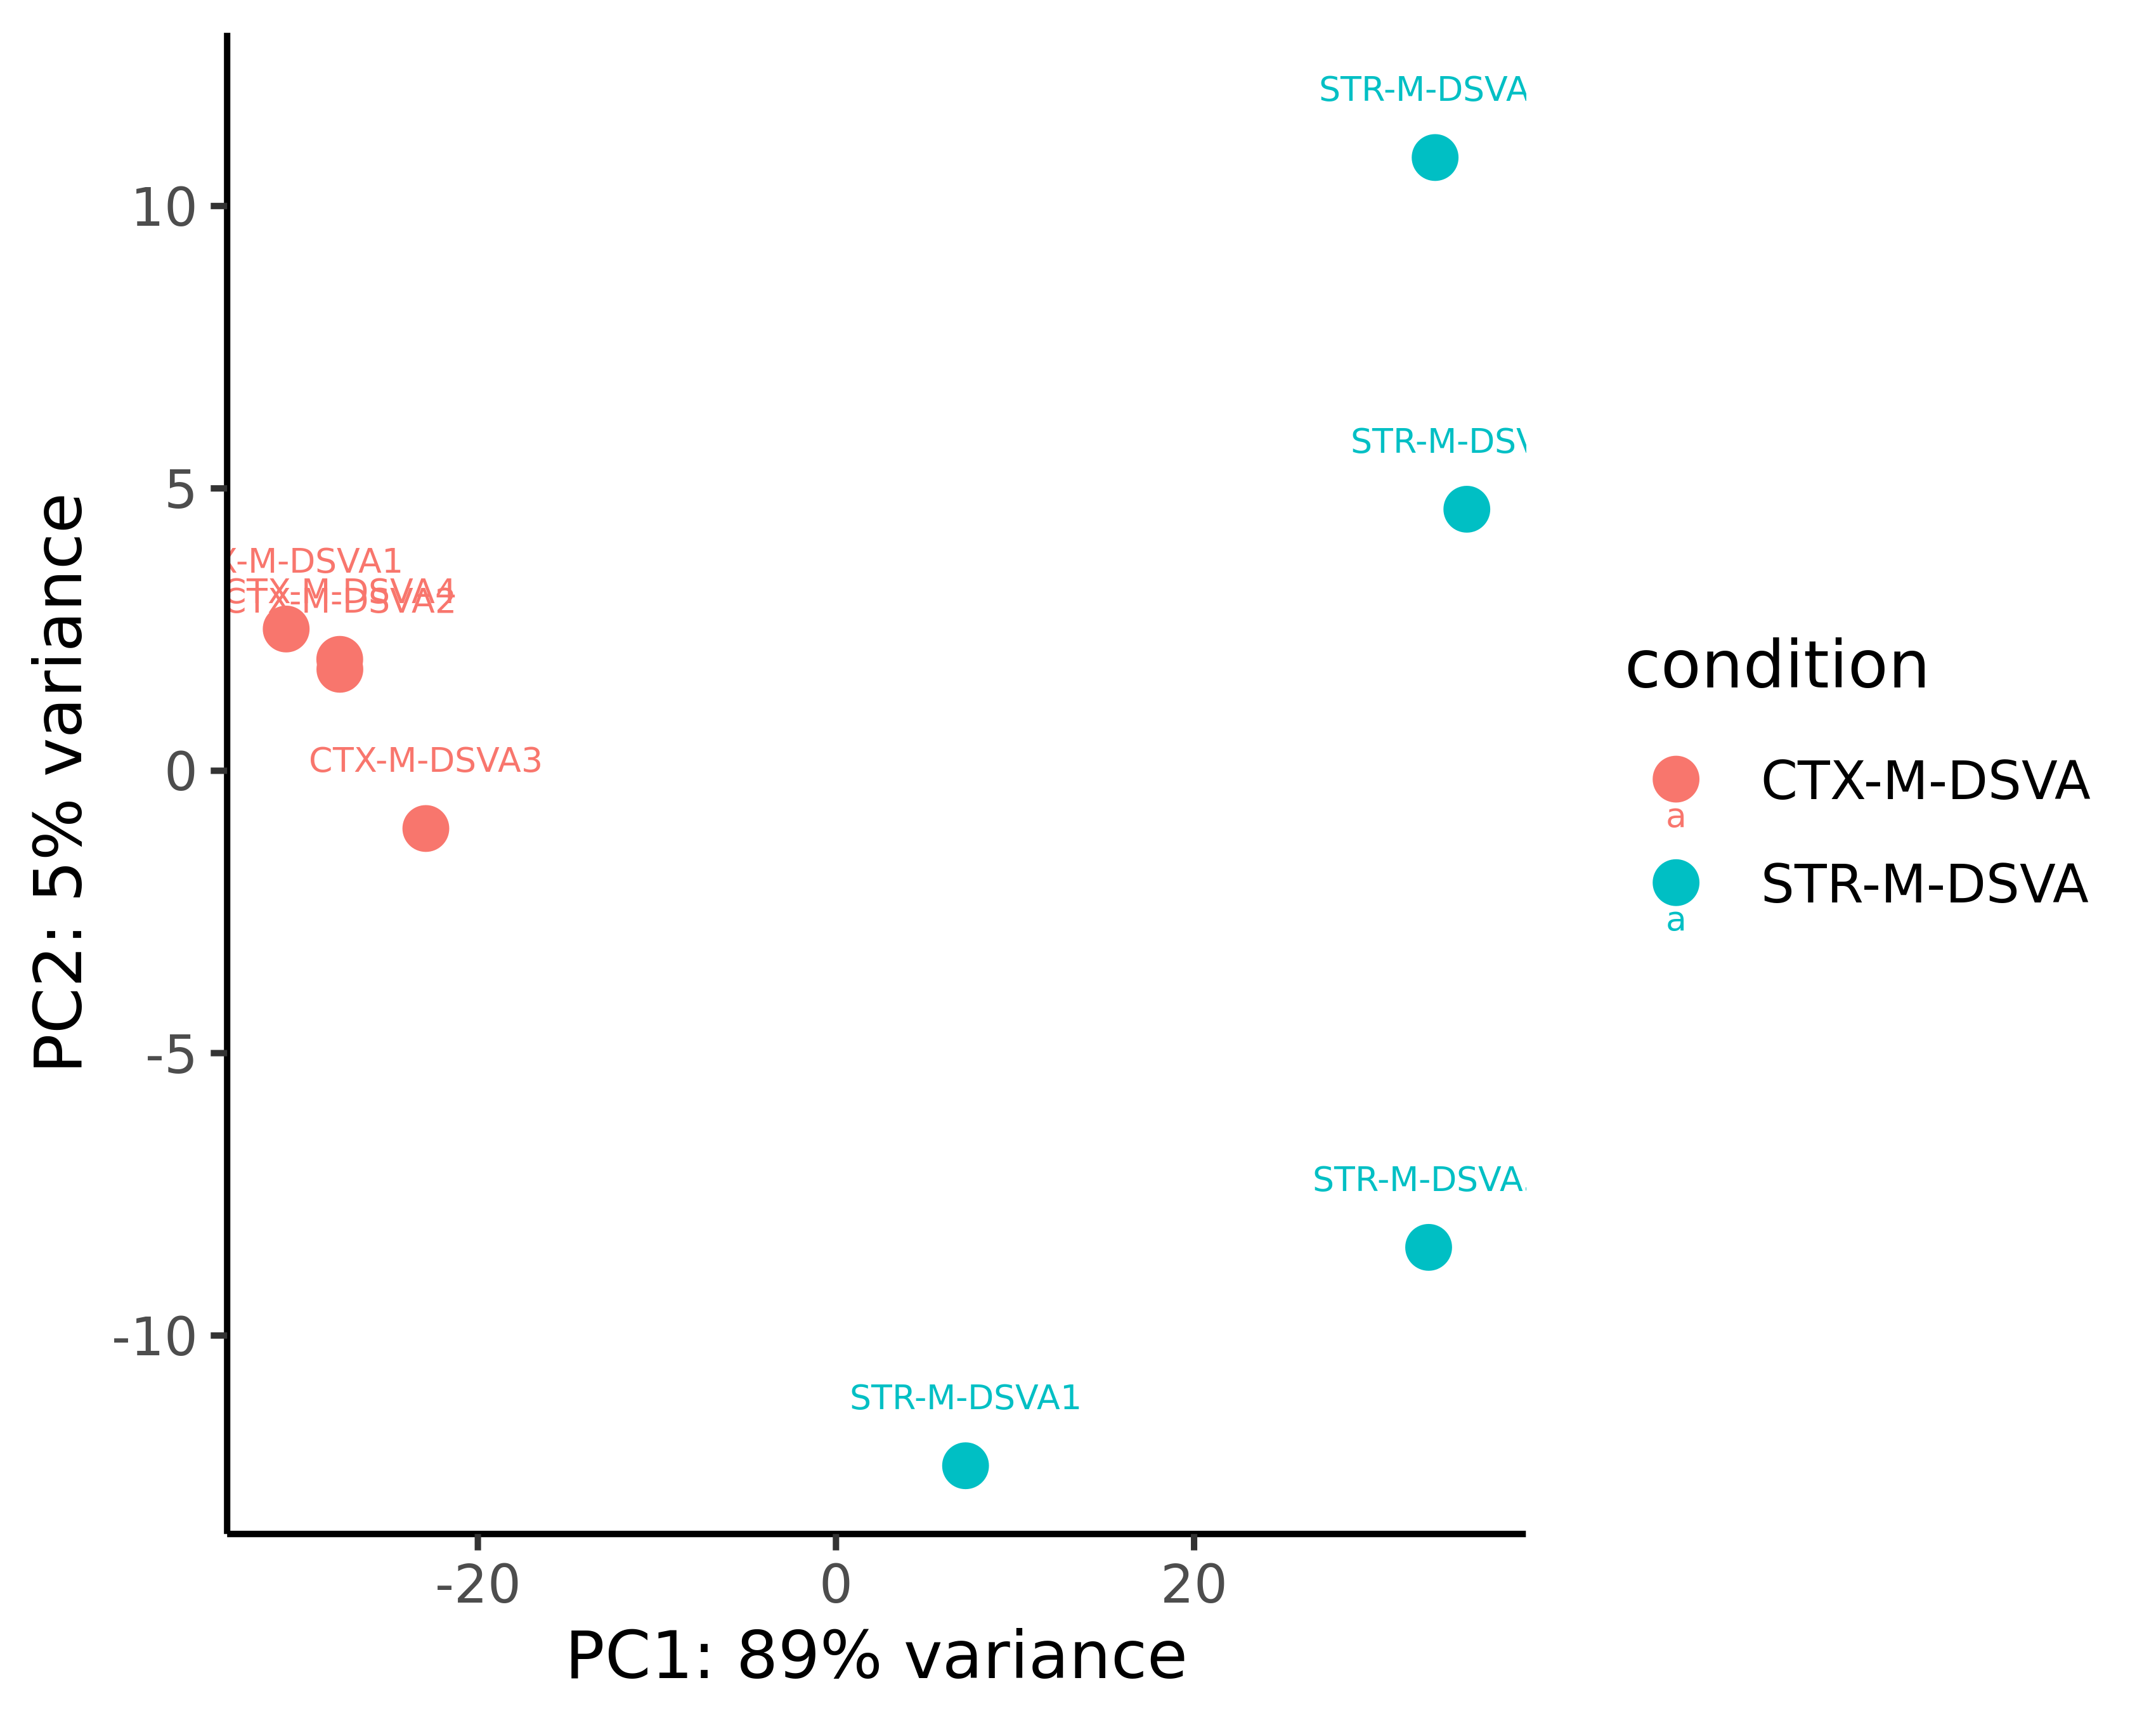 STR-M-DSVA
10
STR-M-DSV
5
X-M-DSVA1
CTX-M-DSVA4
CTX-M-DSVA2
CTX-M-DSVA3
0
-5
STR-M-DSVA
-10
STR-M-DSVA1
-20 0 20
PC1: 89% variance
PC2: 5% variance
condition
CTX-M-DSVA
a
STR-M-DSVA
a